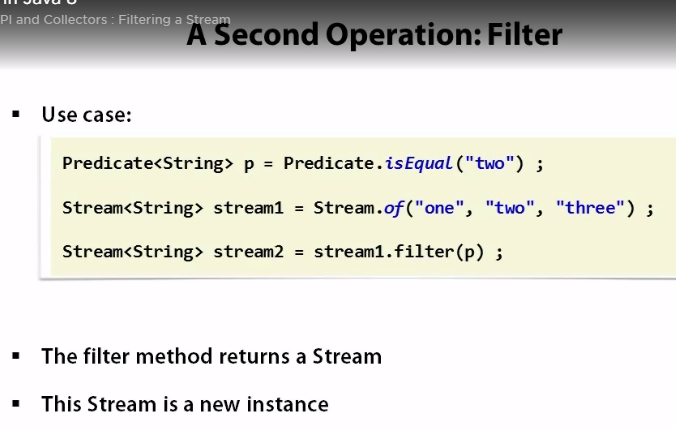 PI and Collectors : Filtering a Stream
A Second Operation: Filter
▪ Use case:
Predicate<String> p = Predicate.isEqual("two") ;
Stream<String> stream1 = Stream.of("one", "two", "three") ;
Stream<String> stream2 = stream1.filter(p) ;
▪ The filter method returns a Stream
▪ This Stream is a new instance